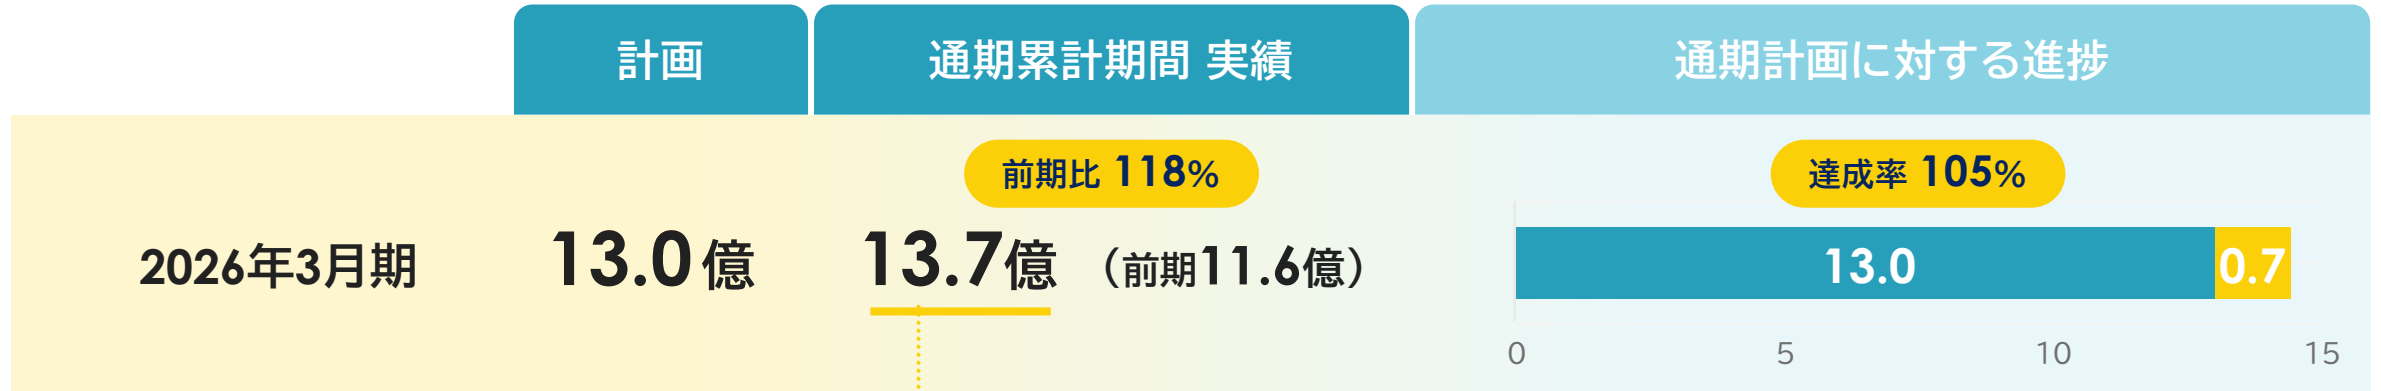 計画
通期累計期間 実績
通期計画に対する進捗
前期比 118%
達成率 105%
2026年3月期
13.0億
13.7億（前期11.6億）
13.0
0.7
0
5
10
15